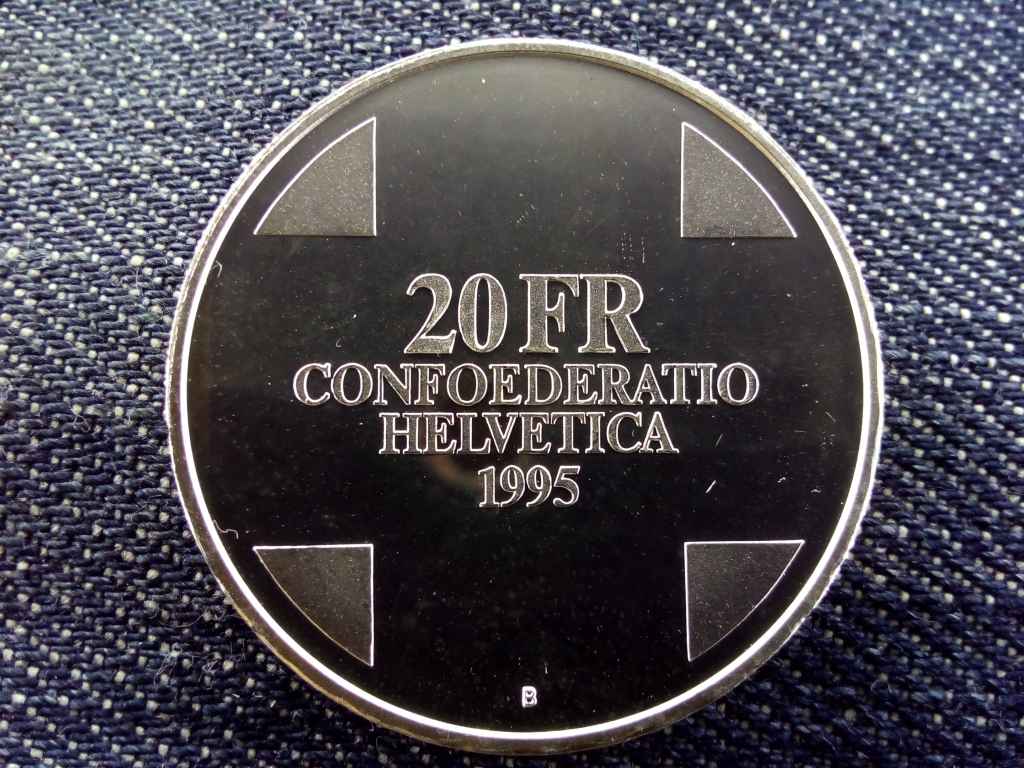 20 FR
CONFOEDERATIO
HELVETICA
1995
B